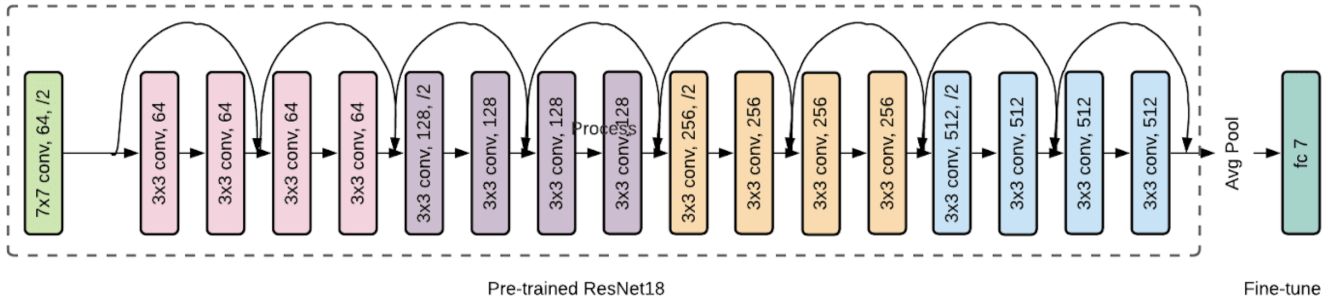 7x7 conv, 64, /2
3x3 conv, 64
3x3 conv, 64
3x3 conv, 64
3x3 conv, 64
3x3 conv, 128, /2
3x3 conv, 128
3x3 conv, 128
3x3 conv, 128
Process
3x3 conv, 256, /2
3x3 conv, 256
3x3 conv, 256
3x3 conv, 256
3x3 conv, 512, /2
3x3 conv, 512
3x3 conv, 512
3x3 conv, 512
Avg Pool
fc 7
Pre-trained ResNet18
Fine-tune